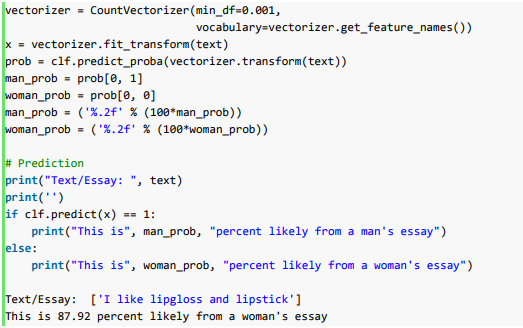 vectorizer = CountVectorizer(min_df=0.001,
                             vocabulary=vectorizer.get_feature_names())
x = vectorizer.fit_transform(text)
prob = clf.predict_proba(vectorizer.transform(text))
man_prob = prob[0, 1]
woman_prob = prob[0, 0]
man_prob = ('%.2f' % (100*man_prob))
woman_prob = ('%.2f' % (100*woman_prob))

# Prediction
print("Text/Essay: ", text)
print('')
if clf.predict(x) == 1:
    print("This is", man_prob, "percent likely from a man's essay")
else:
    print("This is", woman_prob, "percent likely from a woman's essay")

Text/Essay:  ['I like lipgloss and lipstick']
This is 87.92 percent likely from a woman's essay